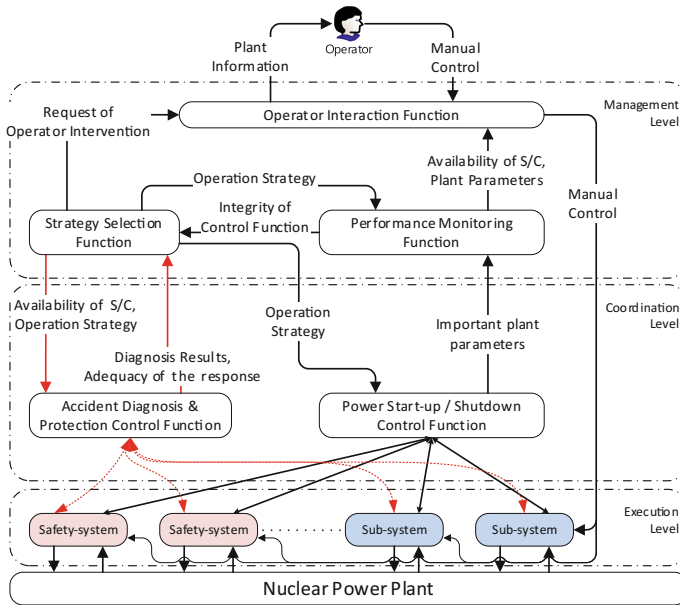 Operator
Plant
Information
Manual
Control
Management
Level
Request of
Operator Intervention
Operator Interaction Function
Availability of S/C,
Plant Parameters
Operation Strategy
Manual
Control
Integrity of
Control Function
Strategy Selection
Function
Performance Monitoring
Function
Coordination
Level
Availability of S/C,
Operation Strategy
Operation
Strategy
Important plant
parameters
Diagnosis Results,
Adequacy of the response
Accident Diagnosis &
Protection Control Function
Power Start-up / Shutdown
Control Function
Execution
Level
Safety-system
Safety-system
Sub-system
Sub-system
Nuclear Power Plant